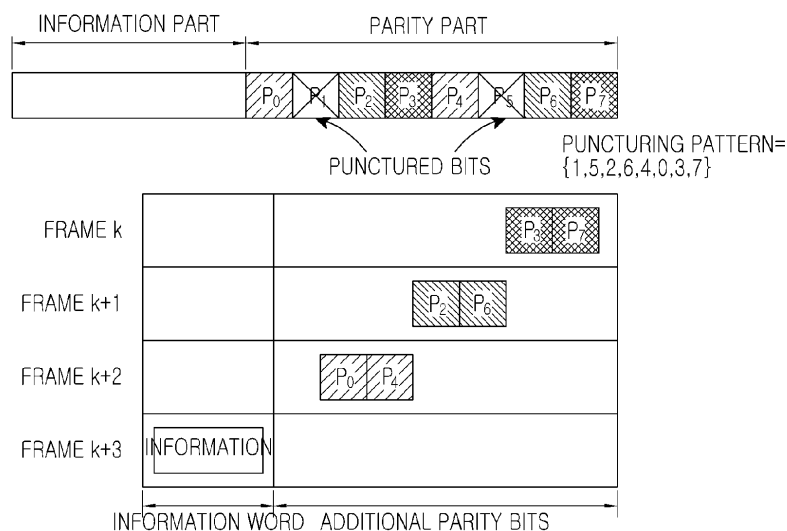 INFORMATION PART PARITY PART
P0 P1 P2 P3 P4 P5 P6 P7
PUNCTURED BITS
PUNCTURING PATTERN=
{1,5,2,6,4,0,3,7}
FRAME k P3 P7
FRAME k+1 P2 P6
FRAME k+2 P0 P4
FRAME k+3 INFORMATION
INFORMATION WORD ADDITIONAL PARITY BITS